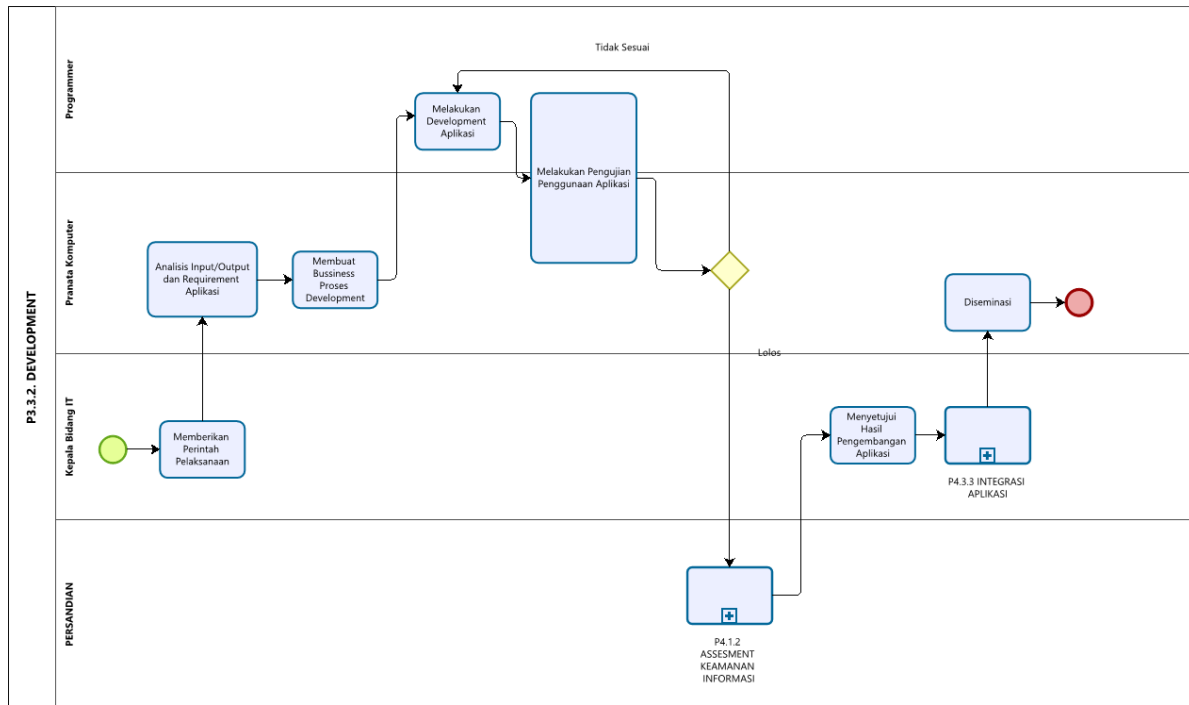 P3.3.2. DEVELOPMENT
Programmer
Tidak Sesuai
Melakukan
Development
Aplikasi
Melakukan Pengujian
Penggunaan Aplikasi
Pranata Komputer
Analisis Input/Output
dan Requirement
Aplikasi
Membuat
Bussiness
Proses
Development
Diseminasi
Lolos
Kepala Bidang IT
Memberikan
Perintah
Pelaksanaan
Menyetujui
Hasil
Pengembangan
Aplikasi
P4.3.3 INTEGRASI
APLIKASI
PERSANDIAN
P4.1.2
ASSESMENT
KEAMANAN
INFORMASI